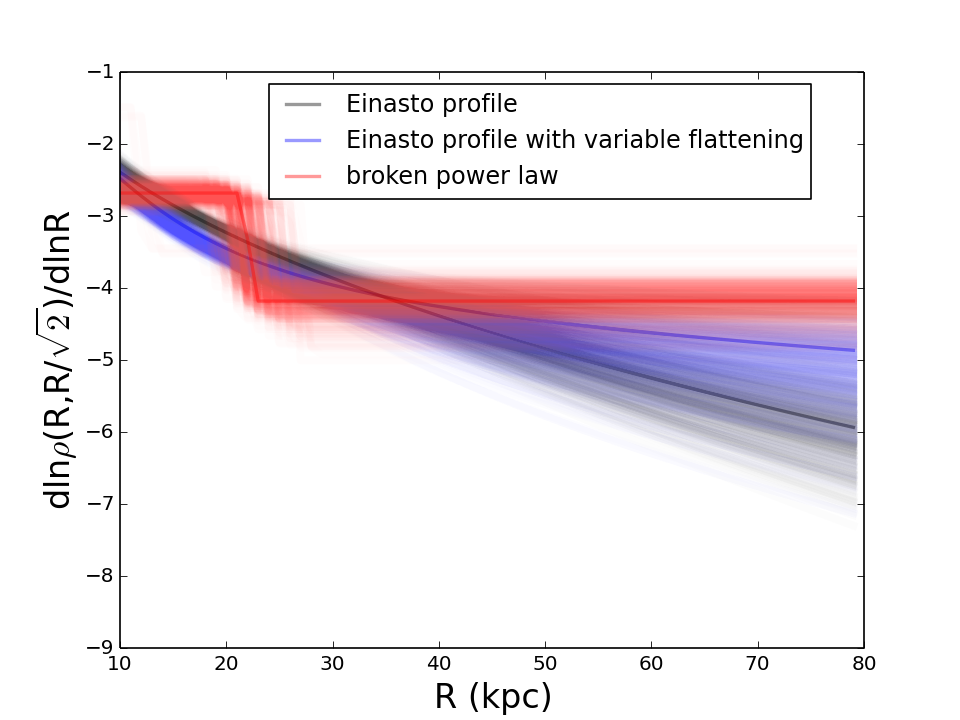 −1
−2
−3
−4
−5
−6
−7
−8
−9
dlnρ(R,R/√2)/dlnR
Einasto profile
Einasto profile with variable flattening
broken power law
10 20 30 40 50 60 70 80
R (kpc)